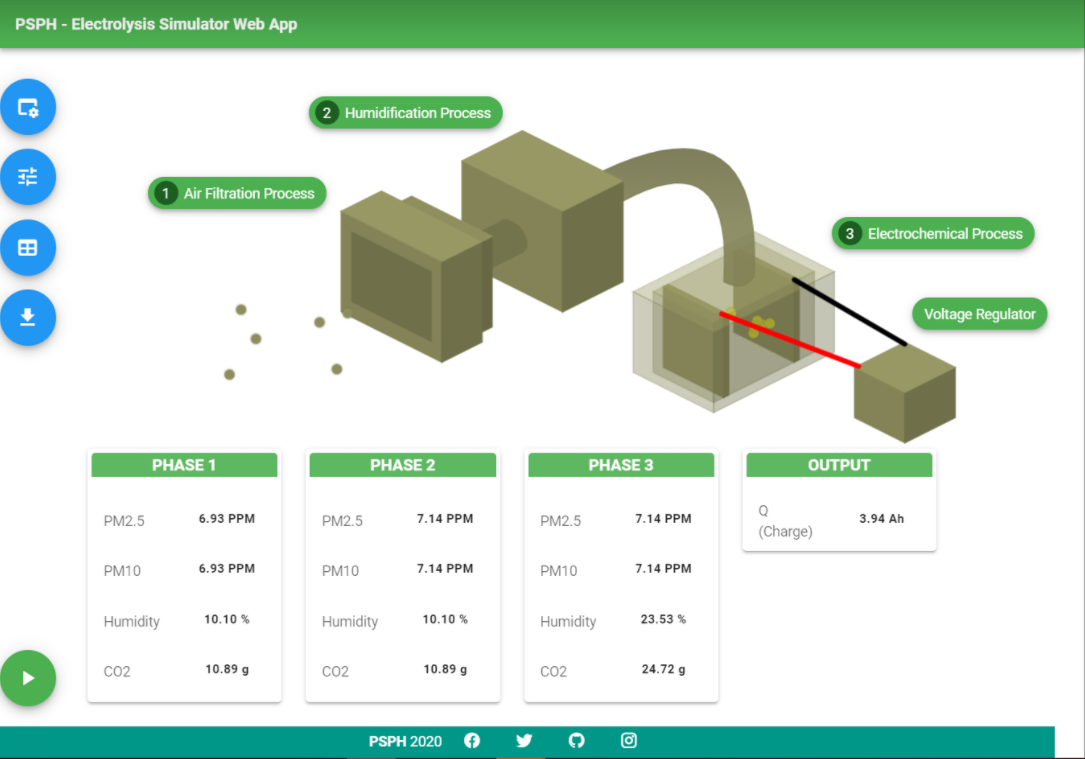 PSPH - Electrolysis Simulator Web App
2 Humidification Process
1 Air Filtration Process
3 Electrochemical Process
Voltage Regulator
PHASE 1
PM2.5 6.93 PPM
PM10 6.93 PPM
Humidity 10.10 %
CO2 10.89 g
PHASE 2
PM2.5 7.14 PPM
PM10 7.14 PPM
Humidity 10.10 %
CO2 10.89 g
PHASE 3
PM2.5 7.14 PPM
PM10 7.14 PPM
Humidity 23.53 %
CO2 24.72 g
OUTPUT
Q
(Charge) 3.94 Ah
PSPH 2020